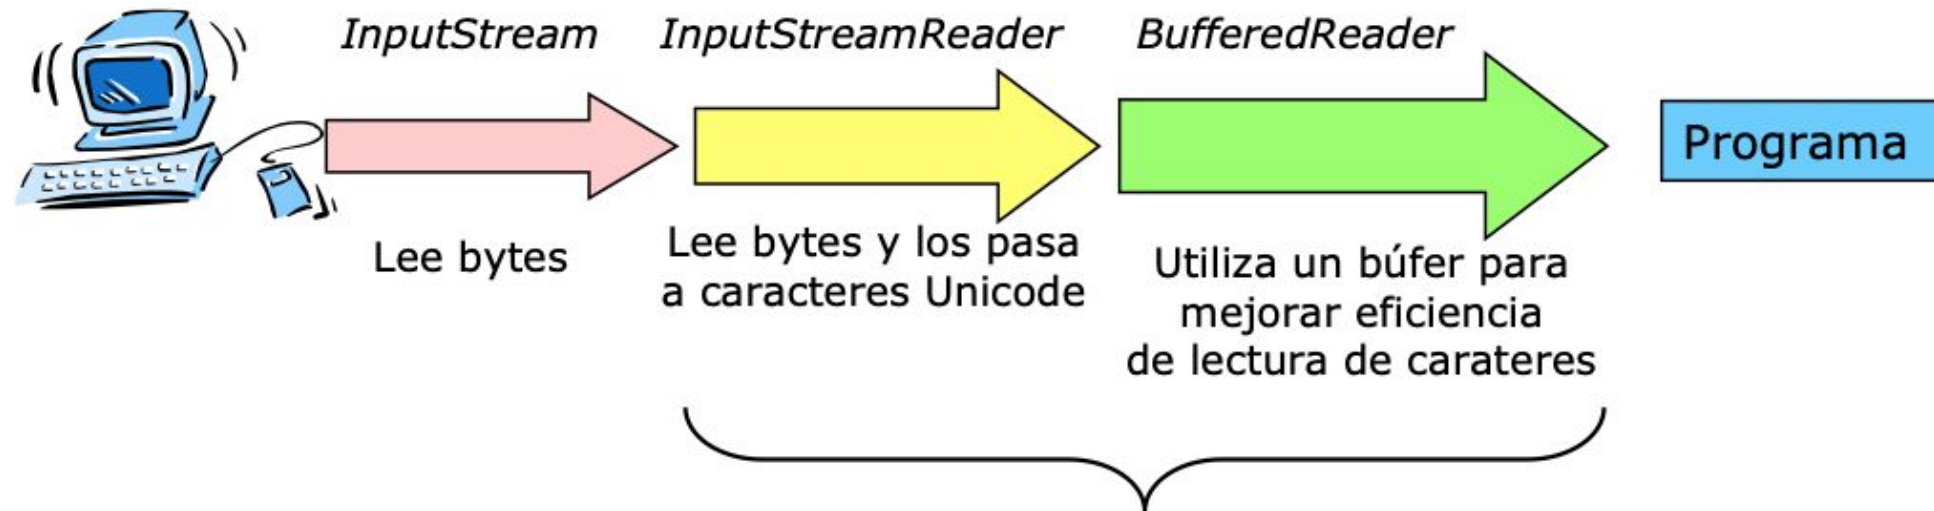 InputStream
InputStreamReader
BufferedReader
Programa
Lee bytes
Lee bytes y los pasa
a caracteres Unicode
Utiliza un búfer para
mejorar eficiencia
de lectura de carateres